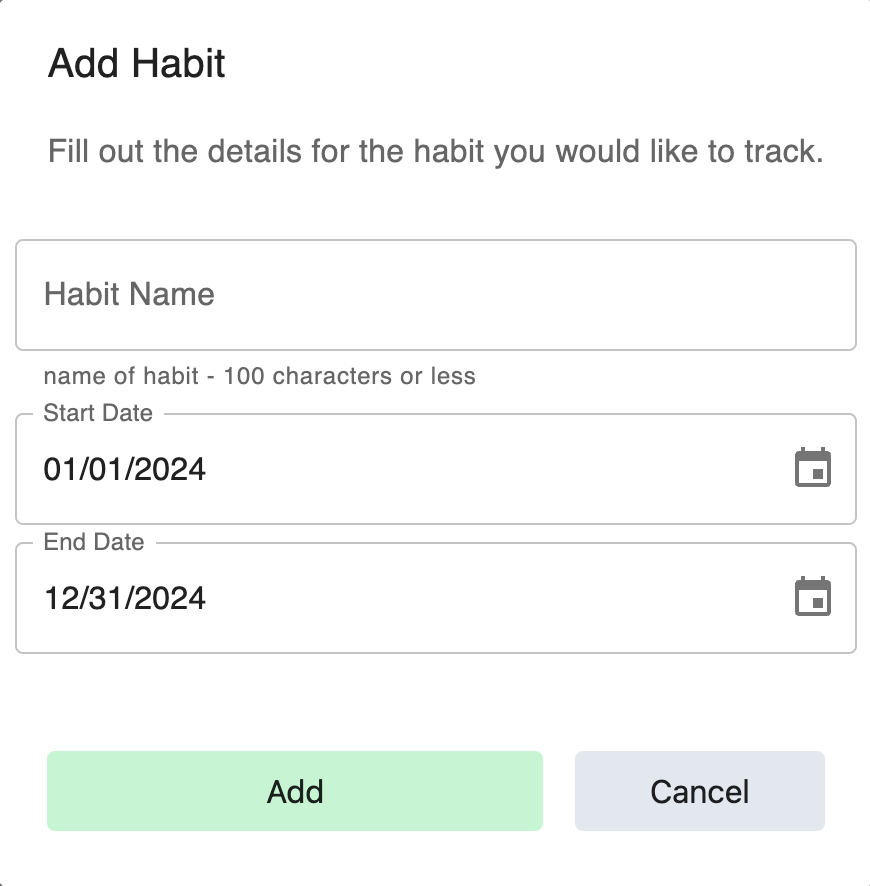 Add Habit
Fill out the details for the habit you would like to track.
Habit Name
name of habit - 100 characters or less
Start Date
01/01/2024
End Date
12/31/2024
Add Cancel